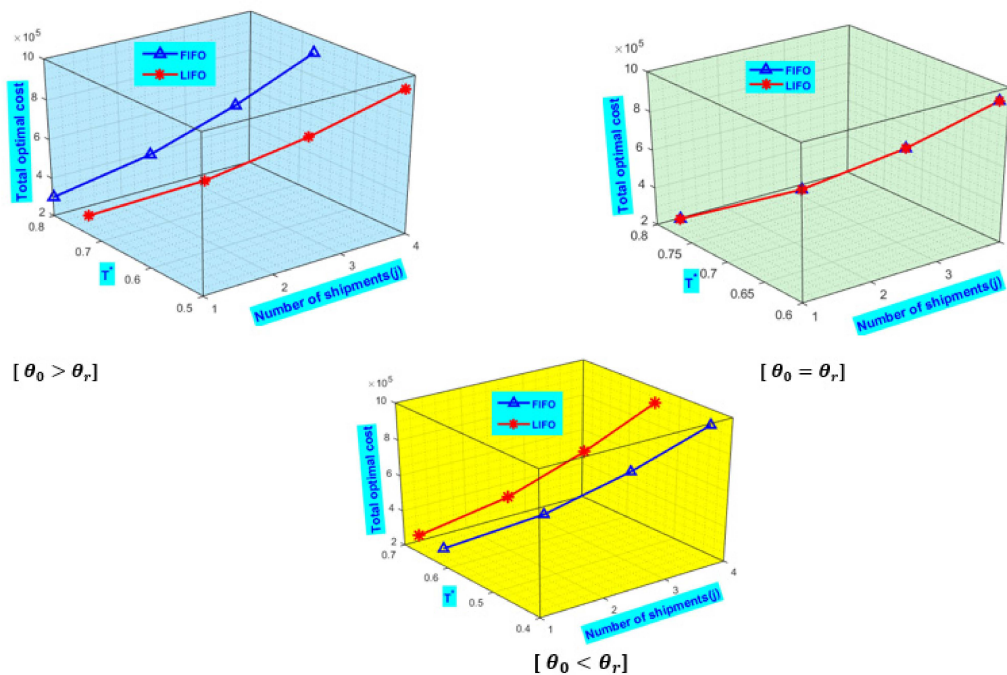 ×10⁵
10
8
6
4
2
Total optimal cost
FIFO
LIFO
0.8
0.7
0.6
0.5
T*
1
2
3
4
Number of shipments(j)
[ θ₀ > θᵣ]
×10⁵
10
8
6
4
2
Total optimal cost
FIFO
LIFO
0.8
0.75
0.7
0.65
0.6
T*
1
2
3
Number of shipments(j)
[ θ₀ = θᵣ]
×10⁵
10
8
6
4
2
Total optimal cost
FIFO
LIFO
0.7
0.6
0.5
0.4
T*
1
2
3
4
Number of shipments(j)
[ θ₀ < θᵣ]